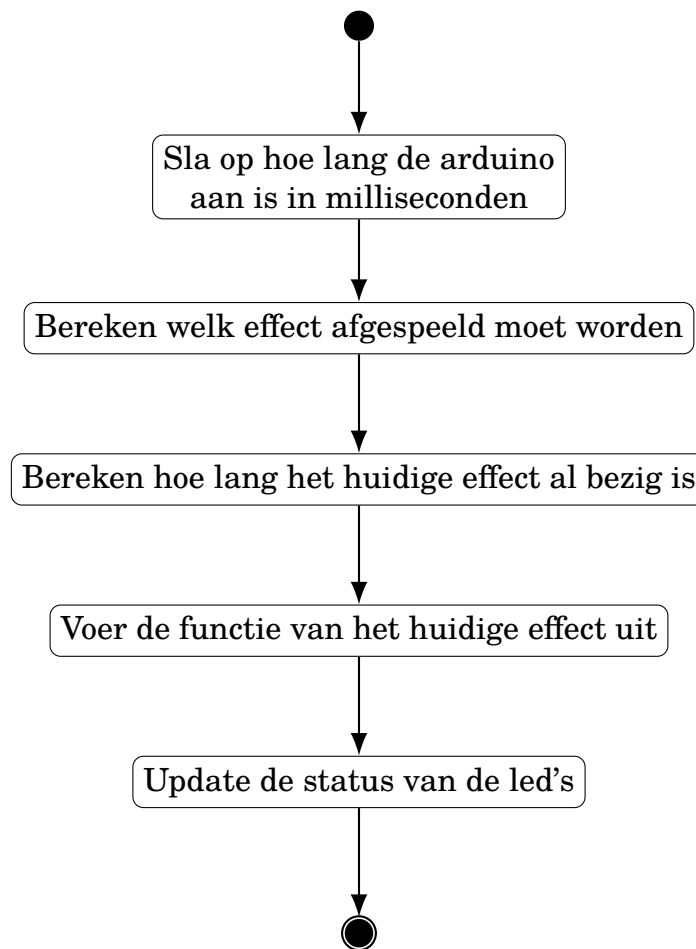 Sla op hoe lang de arduino
aan is in milliseconden
Bereken welk effect afgespeeld moet worden
Bereken hoe lang het huidige effect al bezig is
Voer de functie van het huidige effect uit
Update de status van de led's